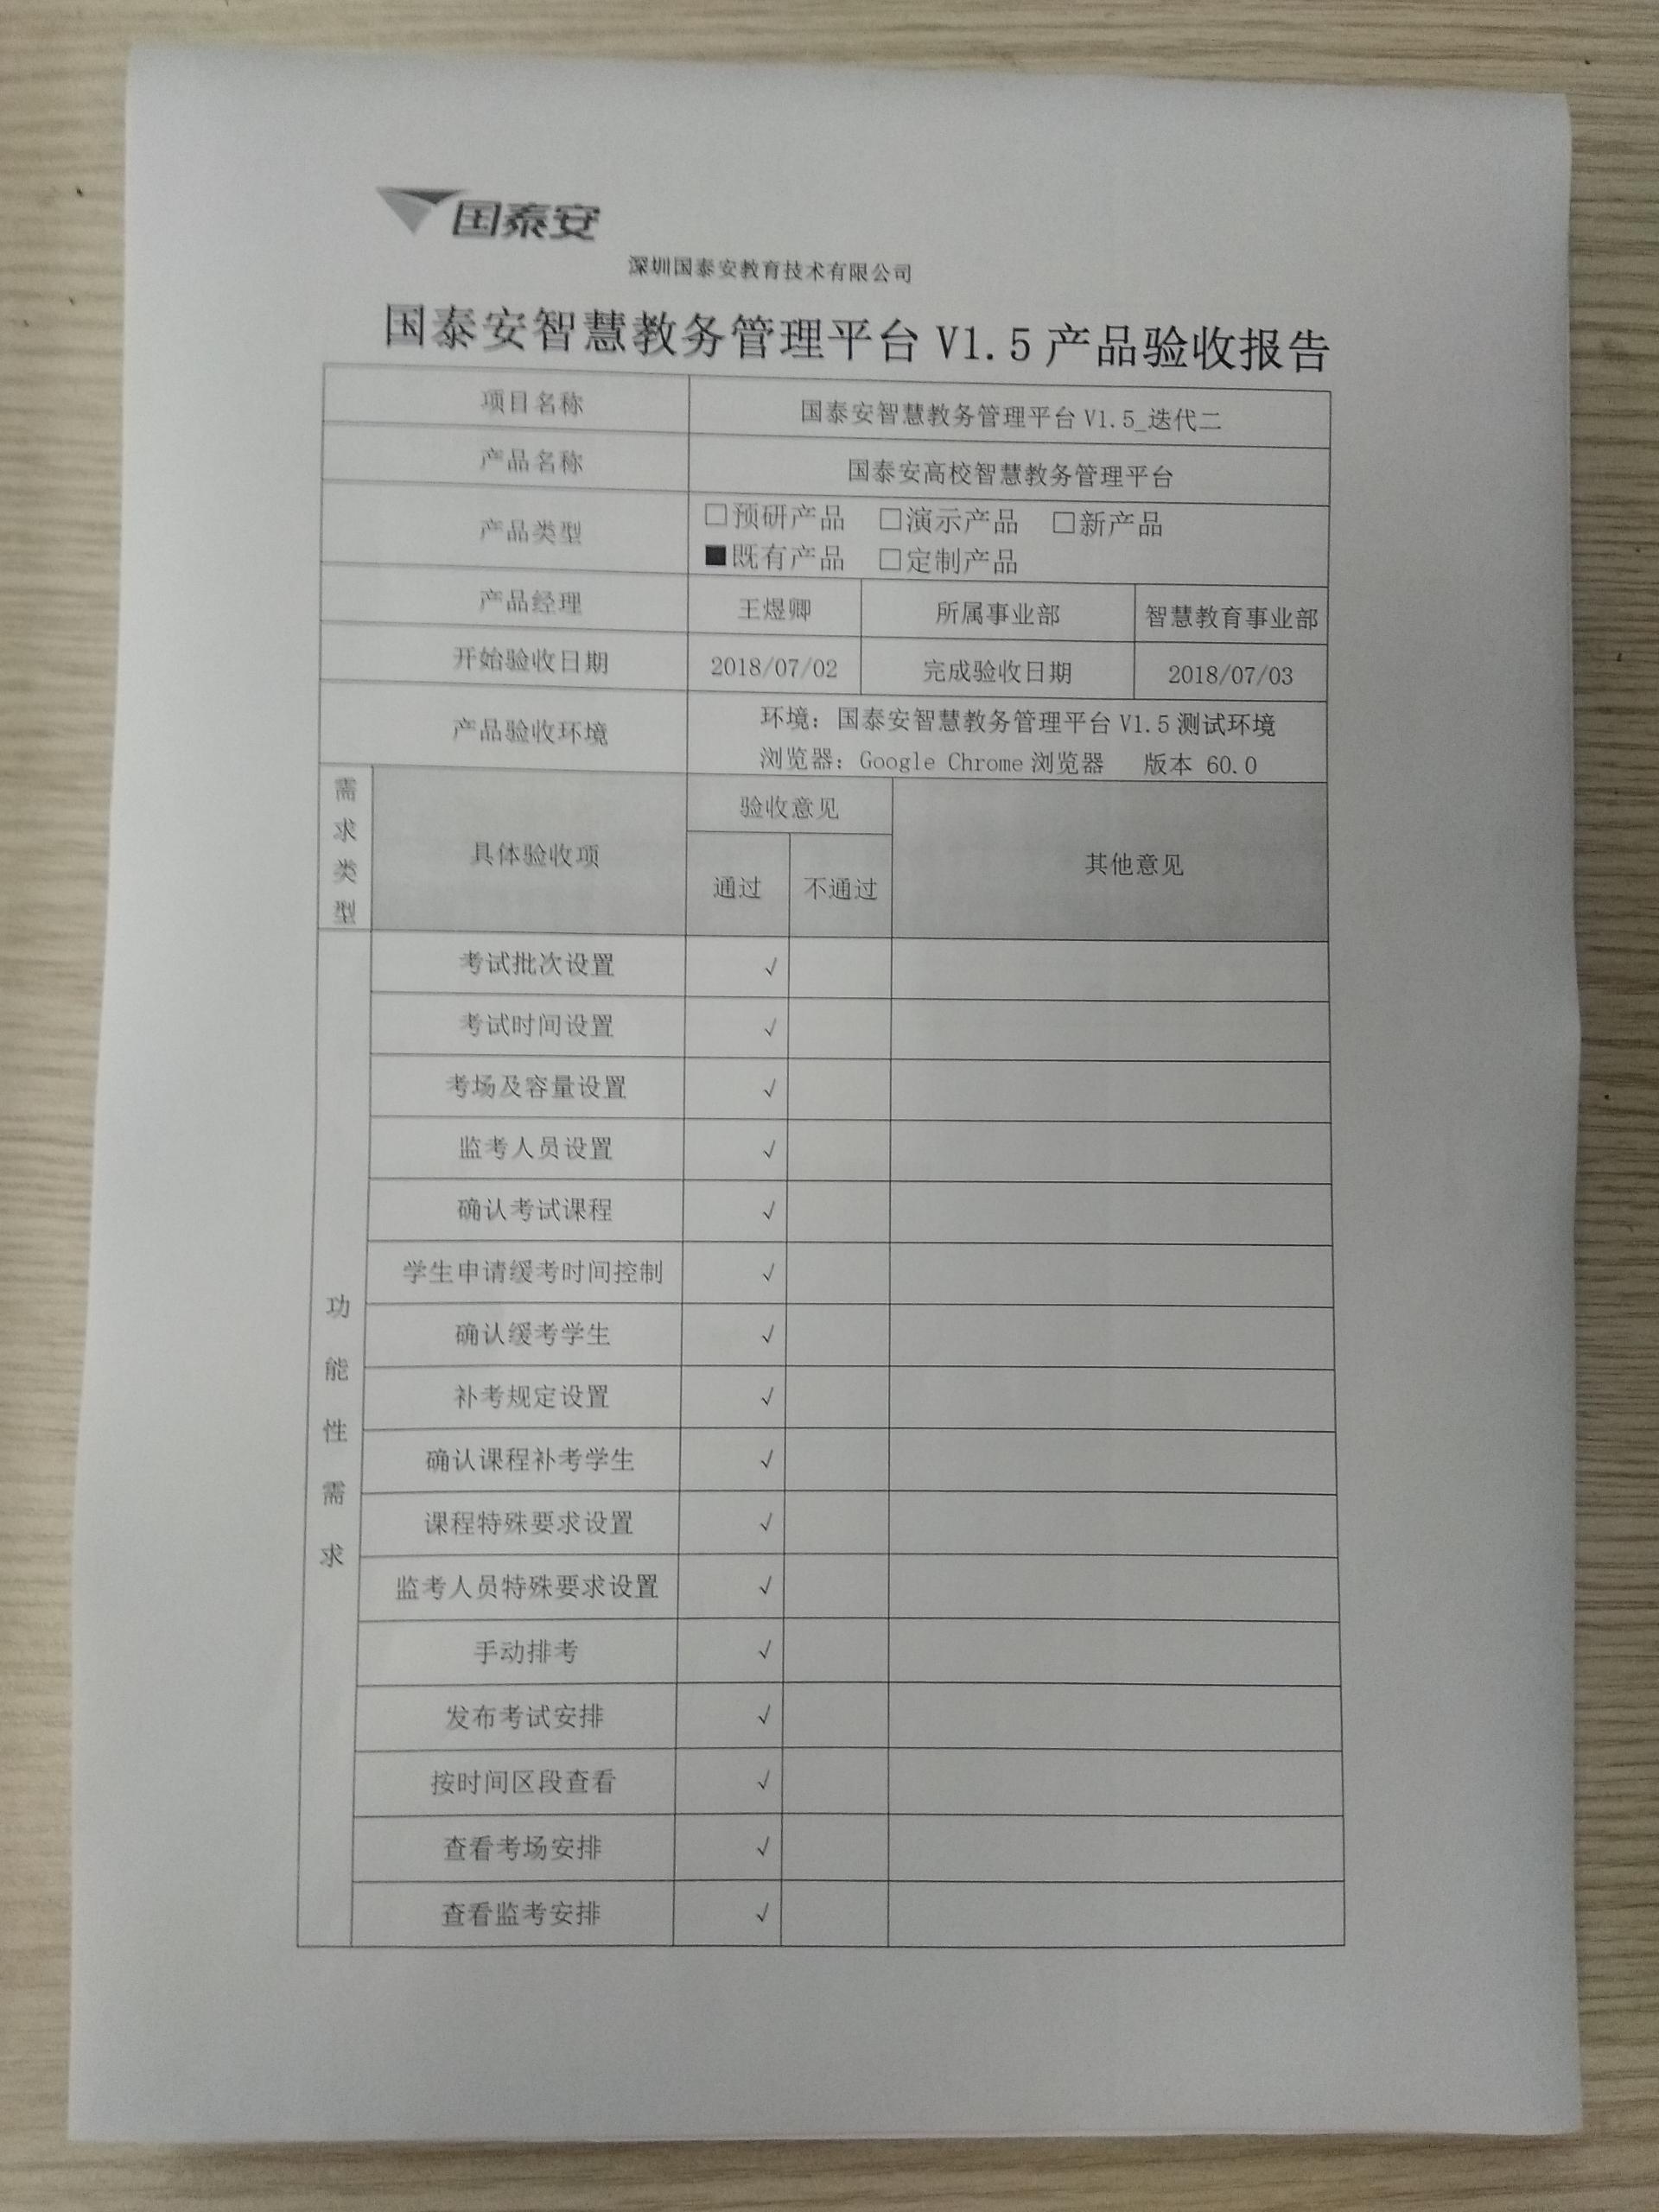 国泰安
深圳国泰安教育技术有限公司
国泰安智慧教务管理平台 V1.5 产品验收报告
项目名称 国泰安智慧教务管理平台 V1.5_迭代二
产品名称 国泰安高校智慧教务管理平台
产品类型 □预研产品 □演示产品 □新产品
■既有产品 □定制产品
产品经理 王煜卿 所属事业部 智慧教育事业部
开始验收日期 2018/07/02 完成验收日期 2018/07/03
产品验收环境 环境：国泰安智慧教务管理平台 V1.5 测试环境
浏览器：Google Chrome 浏览器 版本 60.0
需求类型 具体验收项 验收意见 其他意见
通过 不通过
功能性需求
考试批次设置 √
考试时间设置 √
考场及容量设置 √
监考人员设置 √
确认考试课程 √
学生申请缓考时间控制 √
确认缓考学生 √
补考规定设置 √
确认课程补考学生 √
课程特殊要求设置 √
监考人员特殊要求设置 √
手动排考 √
发布考试安排 √
按时间区段查看 √
查看考场安排 √
查看监考安排 √